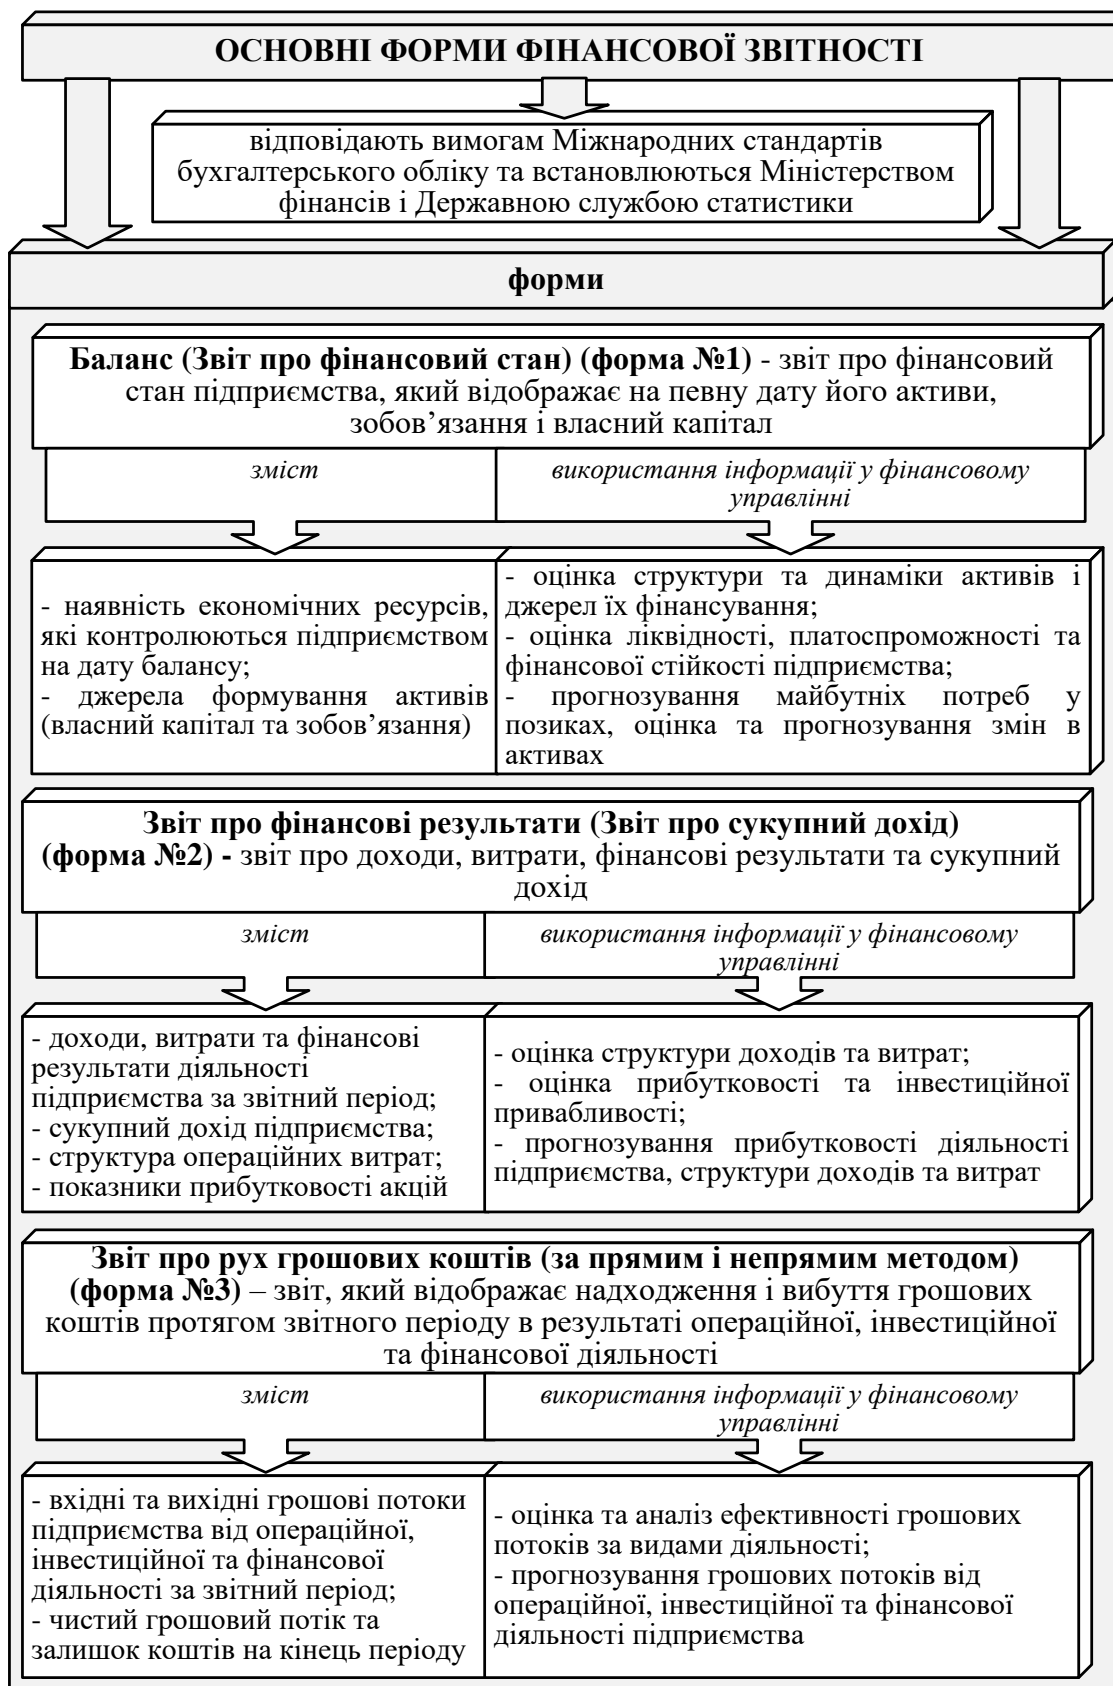 ОСНОВНІ ФОРМИ ФІНАНСОВОЇ ЗВІТНОСТІ
відповідають вимогам Міжнародних стандартів
бухгалтерського обліку та встановлюються Міністерством
фінансів і Державною службою статистики
форми
Баланс (Звіт про фінансовий стан) (форма №1) - звіт про фінансовий
стан підприємства, який відображає на певну дату його активи,
зобов’язання і власний капітал
зміст
використання інформації у фінансовому
управлінні
- наявність економічних ресурсів,
які контролюються підприємством
на дату балансу;
- джерела формування активів
(власний капітал та зобов’язання)
- оцінка структури та динаміки активів і
джерел їх фінансування;
- оцінка ліквідності, платоспроможності та
фінансової стійкості підприємства;
- прогнозування майбутніх потреб у
позиках, оцінка та прогнозування змін в
активах
Звіт про фінансові результати (Звіт про сукупний дохід)
(форма №2) - звіт про доходи, витрати, фінансові результати та сукупний
дохід
зміст
використання інформації у фінансовому
управлінні
- доходи, витрати та фінансові
результати діяльності
підприємства за звітний період;
- сукупний дохід підприємства;
- структура операційних витрат;
- показники прибутковості акцій
- оцінка структури доходів та витрат;
- оцінка прибутковості та інвестиційної
привабливості;
- прогнозування прибутковості діяльності
підприємства, структури доходів та витрат
Звіт про рух грошових коштів (за прямим і непрямим методом)
(форма №3) – звіт, який відображає надходження і вибуття грошових
коштів протягом звітного періоду в результаті операційної, інвестиційної
та фінансової діяльності
зміст
використання інформації у фінансовому
управлінні
- вхідні та вихідні грошові потоки
підприємства від операційної,
інвестиційної та фінансової
діяльності за звітний період;
- чистий грошовий потік та
залишок коштів на кінець періоду
- оцінка та аналіз ефективності грошових
потоків за видами діяльності;
- прогнозування грошових потоків від
операційної, інвестиційної та фінансової
діяльності підприємства